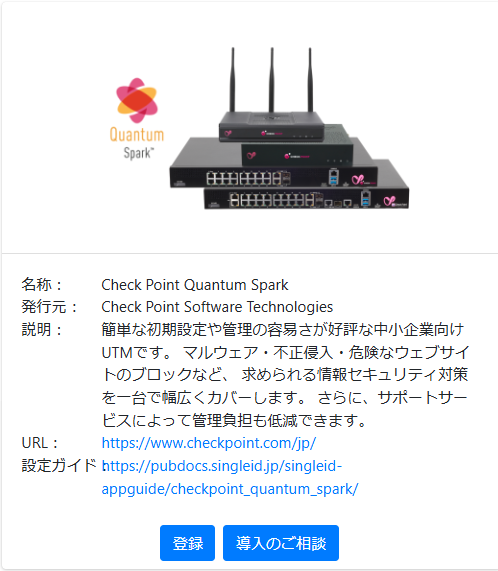 Quantum
Spark™
名称： Check Point Quantum Spark
発行元： Check Point Software Technologies
説明： 簡単な初期設定や管理の容易さが好評な中小企業向け
UTMです。 マルウェア・不正侵入・危険なウェブサイ
トのブロックなど、 求められる情報セキュリティ対策
を一台で幅広くカバーします。 さらに、サポートサー
ビスによって管理負担も低減できます。
URL： https://www.checkpoint.com/jp/
設定ガイド： https://pubdocs.singleid.jp/singleid-
appguide/checkpoint_quantum_spark/
登録 導入のご相談